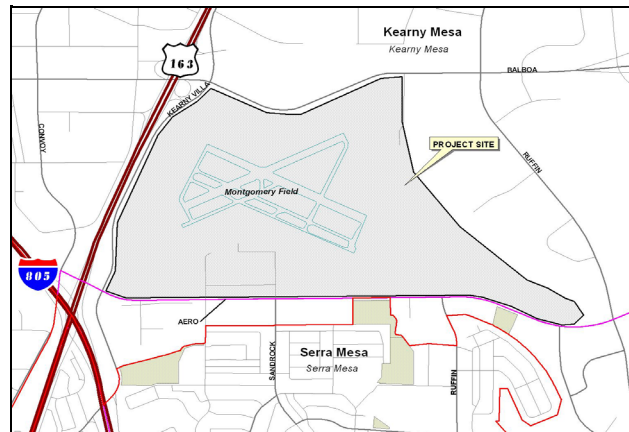 Kearny Mesa
Kearny Mesa
163
BALBOA
KEARNY VILLA
CONVOY
PROJECT SITE
RUFFIN
Montgomery Field
805
AERO
Serra Mesa
Serra Mesa
SANDROCK
RUFFIN